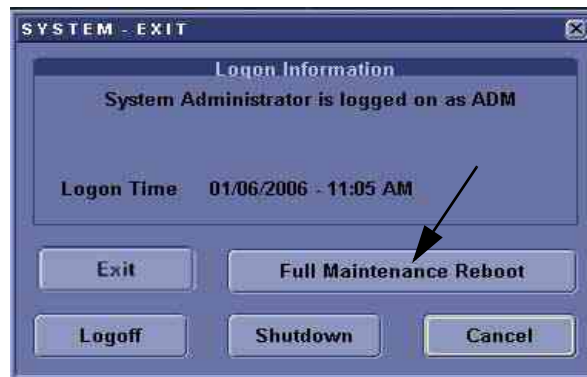 SYSTEM - EXIT
Logon Information
System Administrator is logged on as ADM
Logon Time 01/06/2006 - 11:05 AM
Exit Full Maintenance Reboot
Logoff Shutdown Cancel